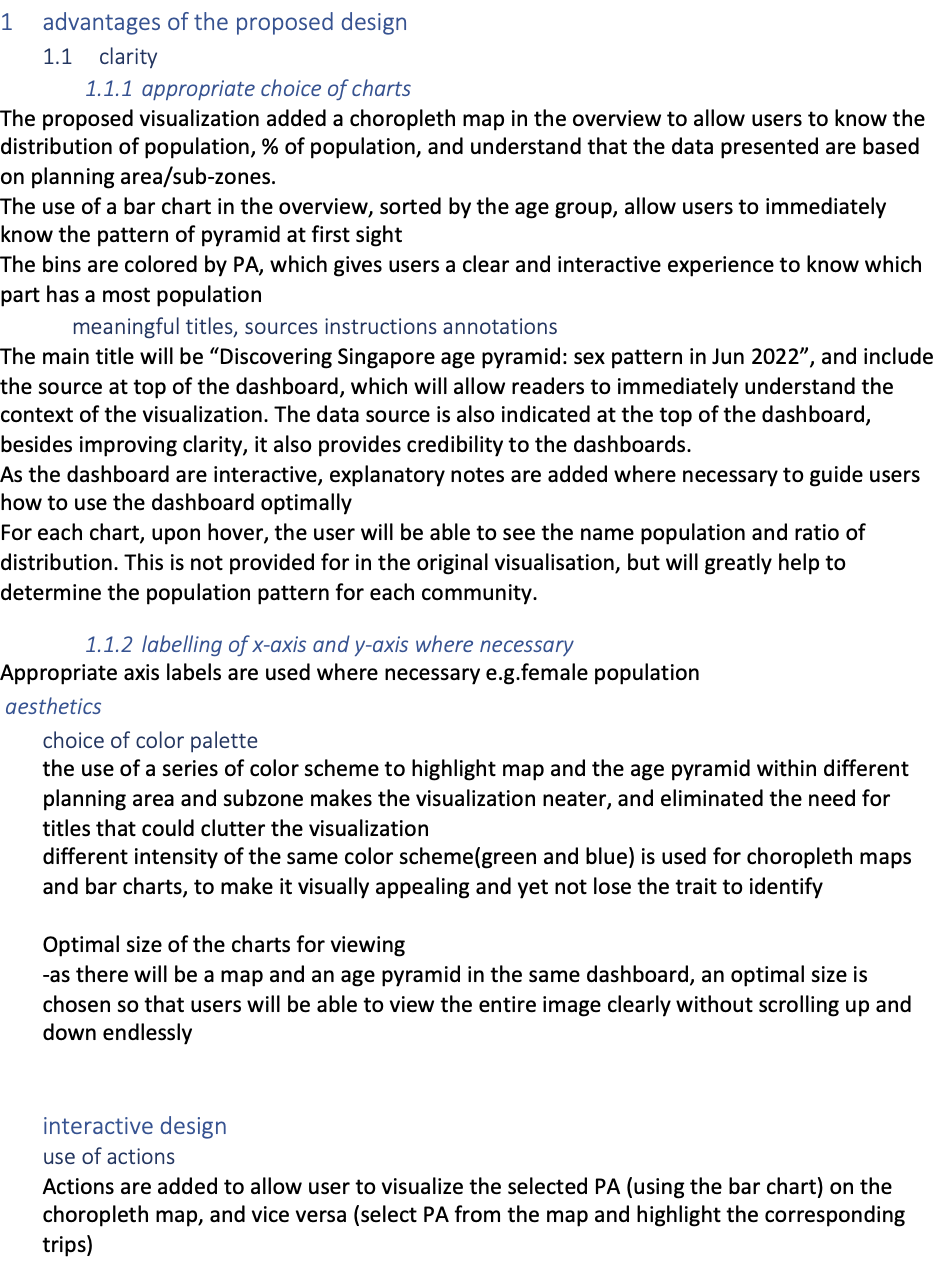 1 advantages of the proposed design
1.1 clarity
1.1.1 appropriate choice of charts
The proposed visualization added a choropleth map in the overview to allow users to know the
distribution of population, % of population, and understand that the data presented are based
on planning area/sub-zones.
The use of a bar chart in the overview, sorted by the age group, allow users to immediately
know the pattern of pyramid at first sight
The bins are colored by PA, which gives users a clear and interactive experience to know which
part has a most population
meaningful titles, sources instructions annotations
The main title will be “Discovering Singapore age pyramid: sex pattern in Jun 2022”, and include
the source at top of the dashboard, which will allow readers to immediately understand the
context of the visualization. The data source is also indicated at the top of the dashboard,
besides improving clarity, it also provides credibility to the dashboards.
As the dashboard are interactive, explanatory notes are added where necessary to guide users
how to use the dashboard optimally
For each chart, upon hover, the user will be able to see the name population and ratio of
distribution. This is not provided for in the original visualisation, but will greatly help to
determine the population pattern for each community.
1.1.2 labelling of x-axis and y-axis where necessary
Appropriate axis labels are used where necessary e.g.female population
aesthetics
choice of color palette
the use of a series of color scheme to highlight map and the age pyramid within different
planning area and subzone makes the visualization neater, and eliminated the need for
titles that could clutter the visualization
different intensity of the same color scheme(green and blue) is used for choropleth maps
and bar charts, to make it visually appealing and yet not lose the trait to identify
Optimal size of the charts for viewing
-as there will be a map and an age pyramid in the same dashboard, an optimal size is
chosen so that users will be able to view the entire image clearly without scrolling up and
down endlessly
interactive design
use of actions
Actions are added to allow user to visualize the selected PA (using the bar chart) on the
choropleth map, and vice versa (select PA from the map and highlight the corresponding
trips)